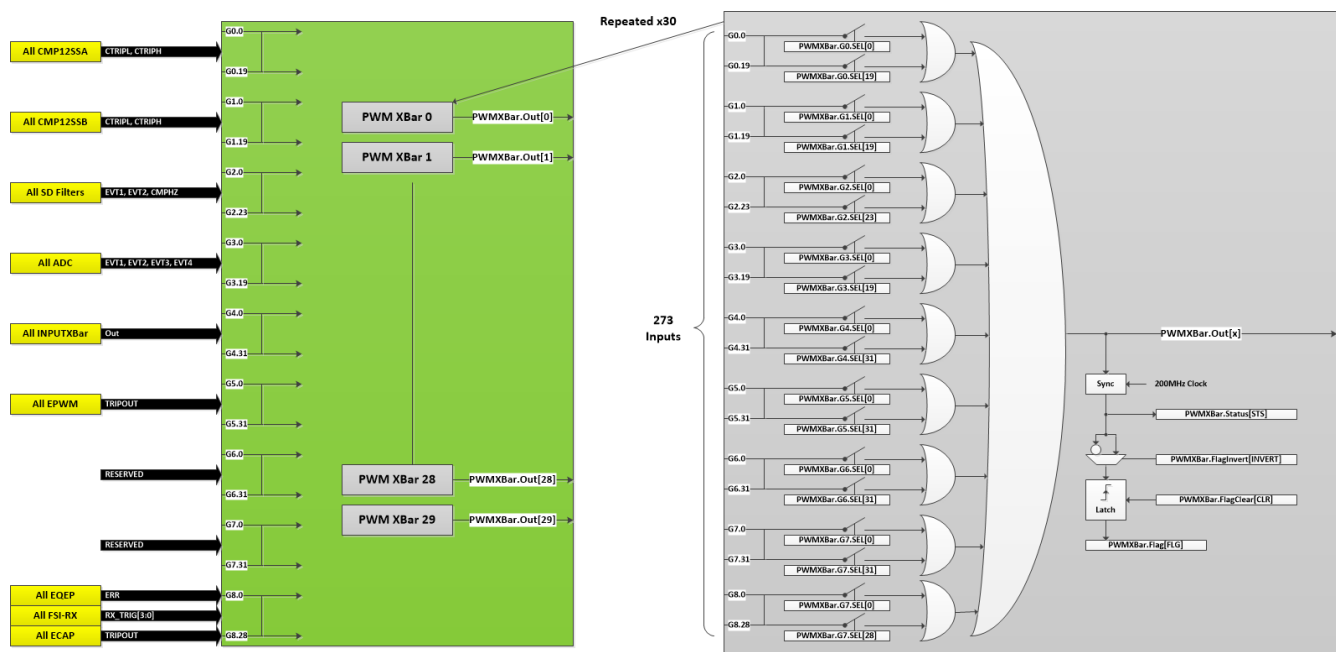 All CMP12SSA
CTRIPL, CTRIPH
All CMP12SSB
CTRIPL, CTRIPH
All SD Filters
EVT1, EVT2, CMPHZ
All ADC
EVT1, EVT2, EVT3, EVT4
All INPUTXBar
Out
All EPWM
TRIPOUT
RESERVED
RESERVED
All EQEP
ERR
All FSI-RX
RX_TRIG[3:0]
All ECAP
TRIPOUT
G0.0
G0.19
G1.0
G1.19
G2.0
G2.23
G3.0
G3.19
G4.0
G4.31
G5.0
G5.31
G6.0
G6.31
G7.0
G7.31
G8.0
G8.28
PWM XBar 0
PWMXBar.Out[0]
PWM XBar 1
PWMXBar.Out[1]
PWM XBar 28
PWMXBar.Out[28]
PWM XBar 29
PWMXBar.Out[29]
Repeated x30
273
Inputs
G0.0
PWMXBar.G0.SEL[0]
G0.19
PWMXBar.G0.SEL[19]
G1.0
PWMXBar.G1.SEL[0]
G1.19
PWMXBar.G1.SEL[19]
G2.0
PWMXBar.G2.SEL[0]
G2.23
PWMXBar.G2.SEL[23]
G3.0
PWMXBar.G3.SEL[0]
G3.19
PWMXBar.G3.SEL[19]
G4.0
PWMXBar.G4.SEL[0]
G4.31
PWMXBar.G4.SEL[31]
G5.0
PWMXBar.G5.SEL[0]
G5.31
PWMXBar.G5.SEL[31]
G6.0
PWMXBar.G6.SEL[0]
G6.31
PWMXBar.G6.SEL[31]
G7.0
PWMXBar.G7.SEL[0]
G7.31
PWMXBar.G7.SEL[31]
G8.0
PWMXBar.G7.SEL[0]
G8.28
PWMXBar.G7.SEL[28]
PWMXBar.Out[x]
Sync
200MHz Clock
PWMXBar.Status[STS]
PWMXBar.FlagInvert[INVERT]
Latch
PWMXBar.FlagClear[CLR]
PWMXBar.Flag[FLG]